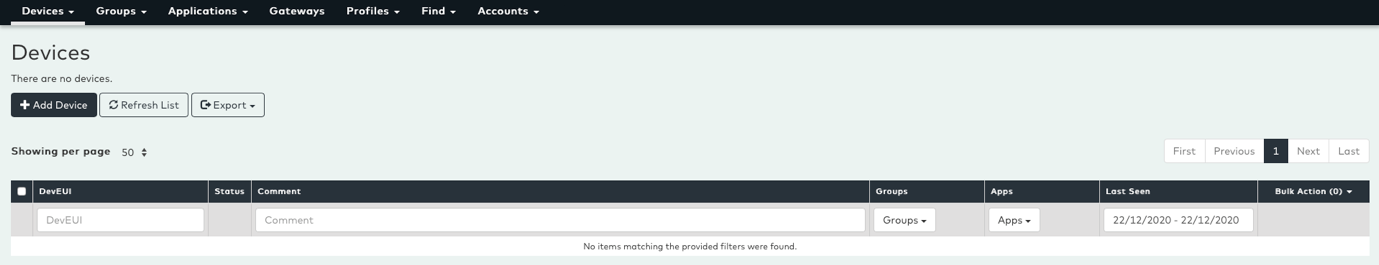 Devices Groups Applications Gateways Profiles Find Accounts
Devices
There are no devices.
Add Device Refresh List Export
Showing per page 50 First Previous 1 Next Last
DevEUI Status Comment Groups Apps Last Seen Bulk Action (0)
DevEUI Comment Groups Apps 22/12/2020 - 22/12/2020
No items matching the provided filters were found.